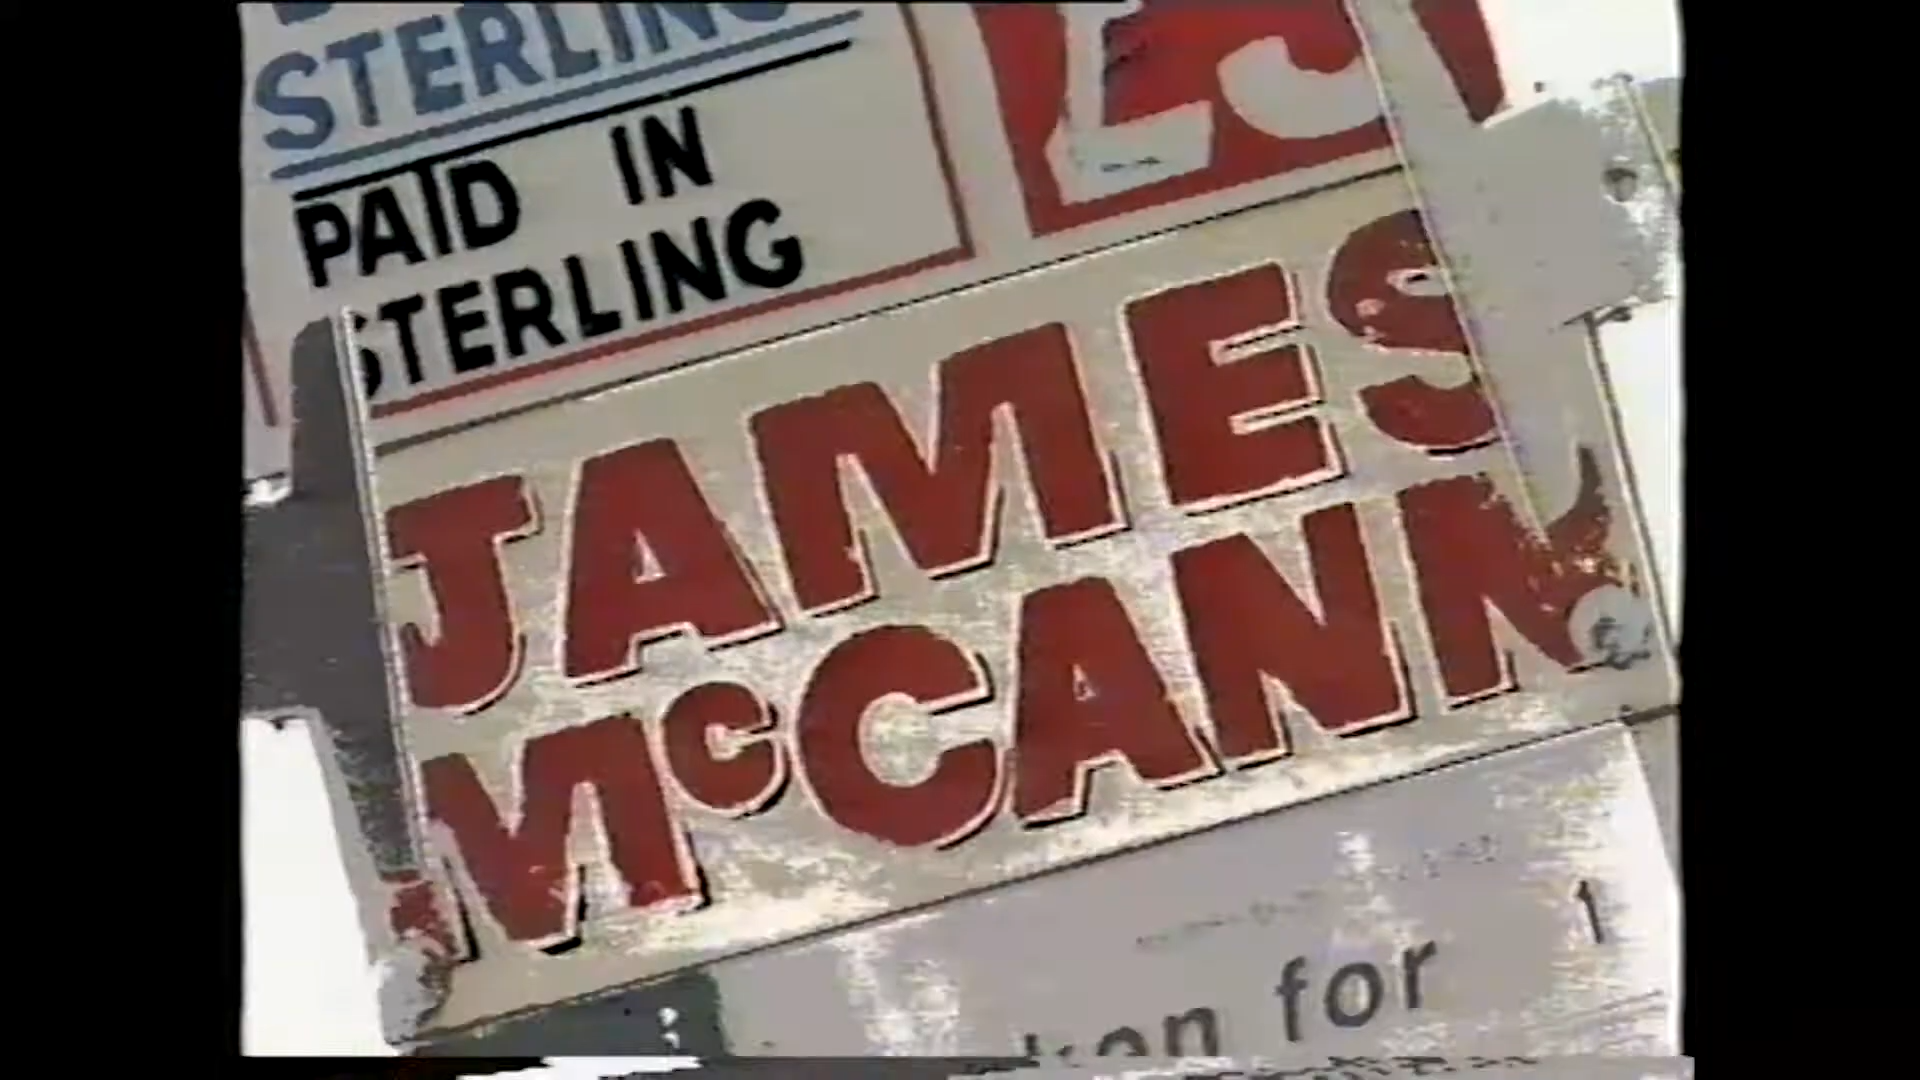 STERLING
PAID IN
STERLING
£
JAMES
McCANN
for